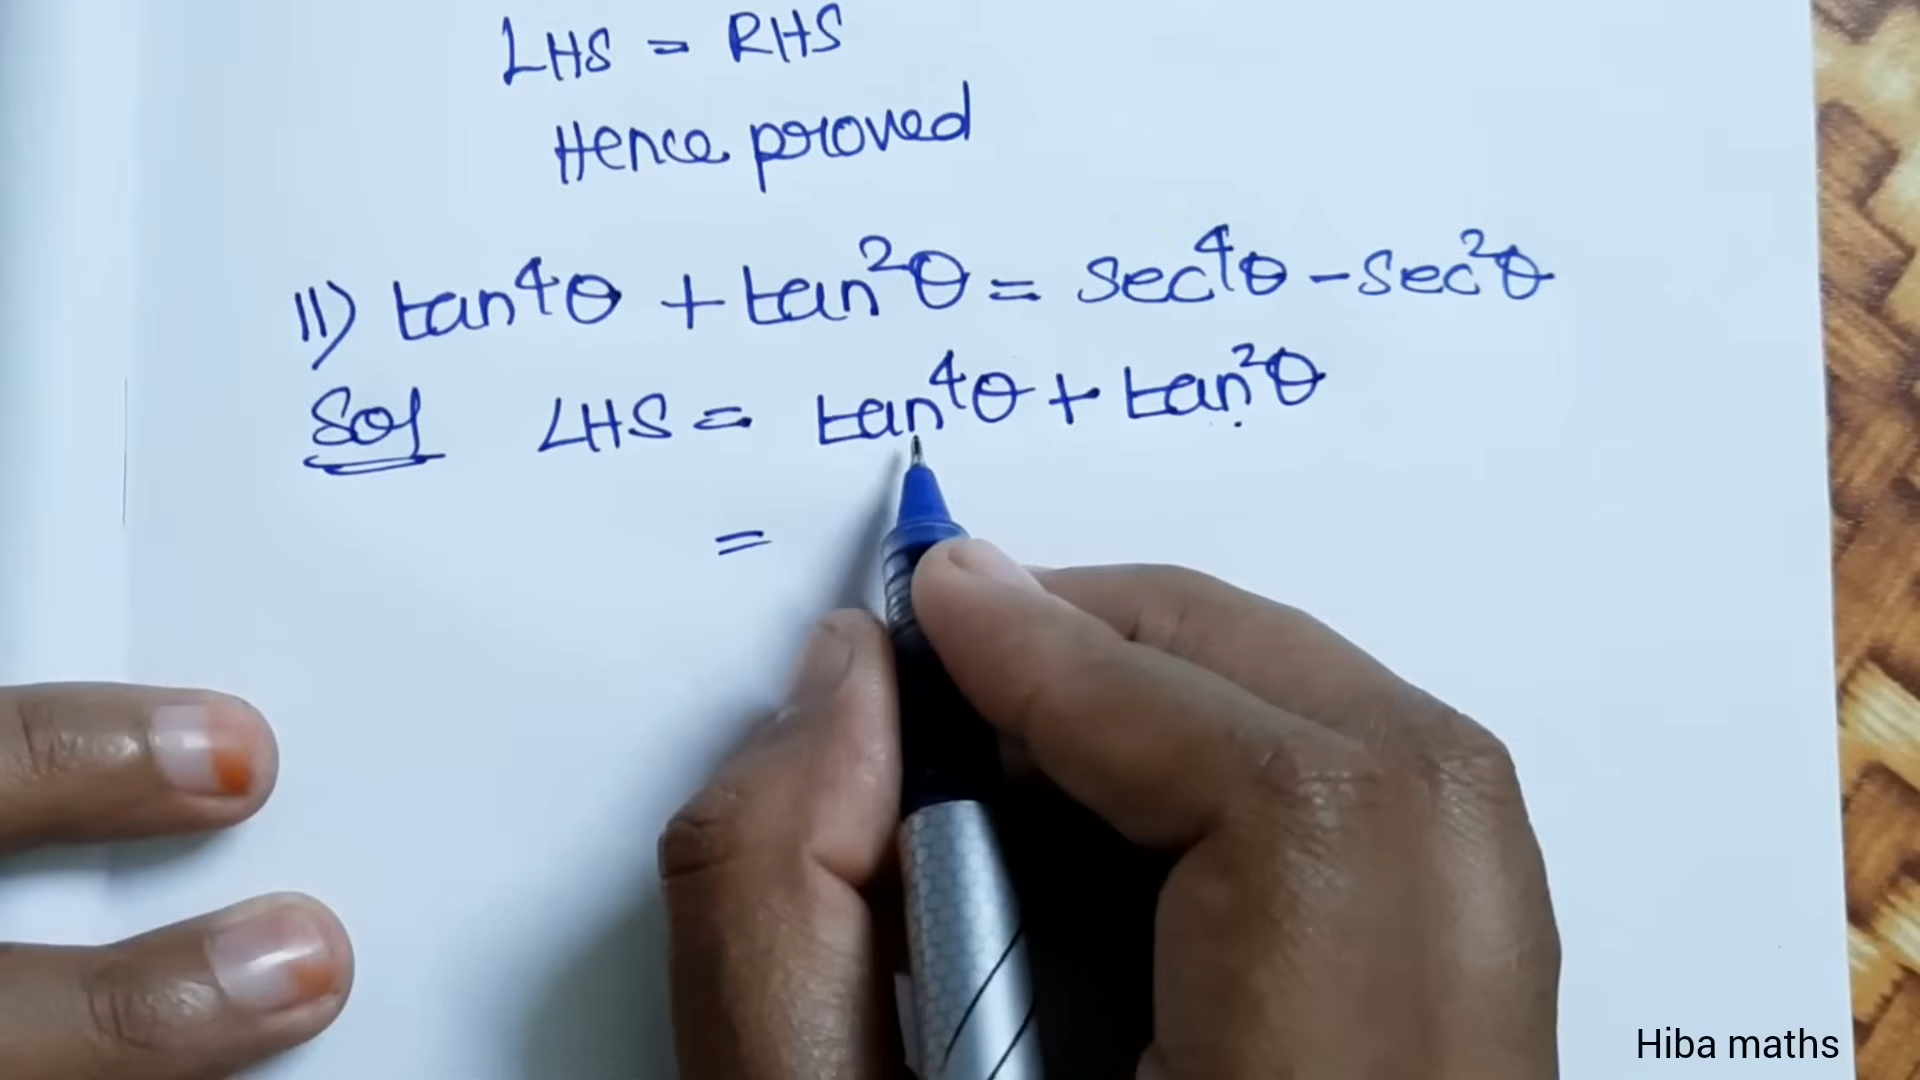 LHS = RHS
Hence proved
11) tan⁴θ + tan²θ = sec⁴θ - sec²θ
Sol LHS = tan⁴θ + tan²θ
=
Hiba maths